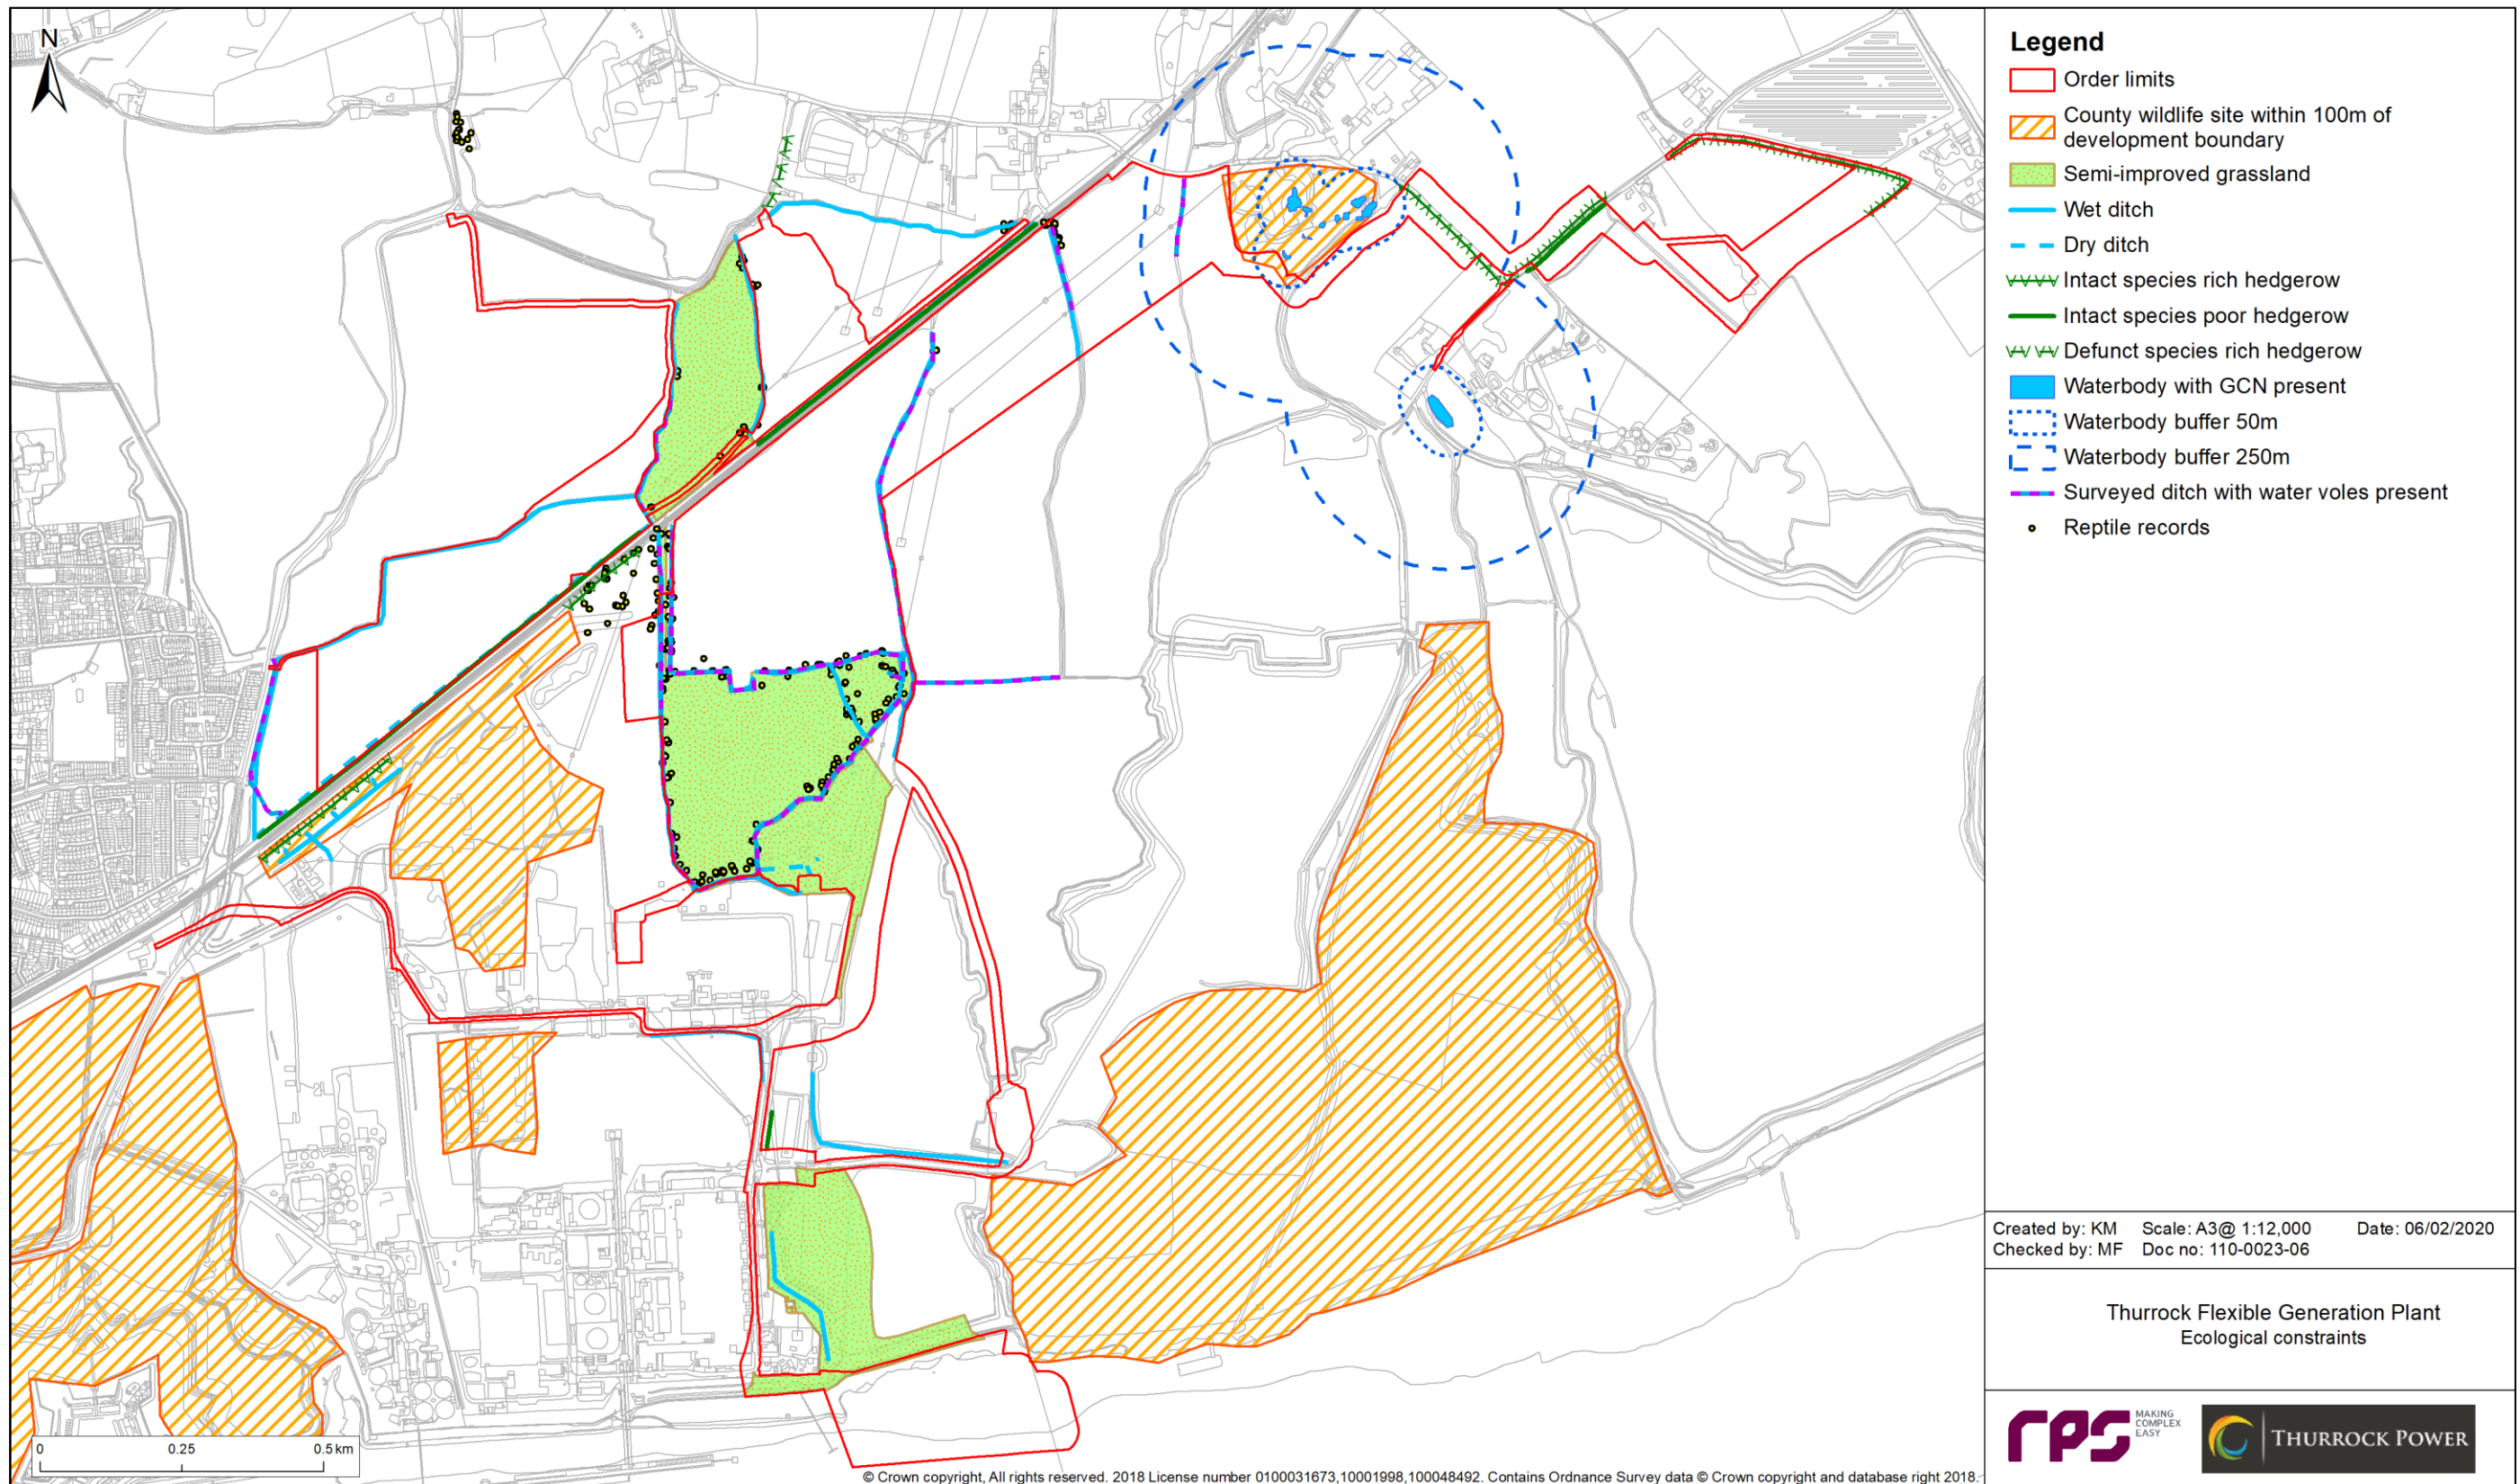 N
Legend
Order limits
County wildlife site within 100m of
development boundary
Semi-improved grassland
Wet ditch
Dry ditch
Intact species rich hedgerow
Intact species poor hedgerow
Defunct species rich hedgerow
Waterbody with GCN present
Waterbody buffer 50m
Waterbody buffer 250m
Surveyed ditch with water voles present
Reptile records
Created by: KM Scale: A3@ 1:12,000 Date: 06/02/2020
Checked by: MF Doc no: 110-0023-06
Thurrock Flexible Generation Plant
Ecological constraints
rps MAKING
COMPLEX
EASY
THURROCK POWER
0 0.25 0.5 km
© Crown copyright, All rights reserved. 2018 License number 0100031673,10001998,100048492. Contains Ordnance Survey data © Crown copyright and database right 2018.